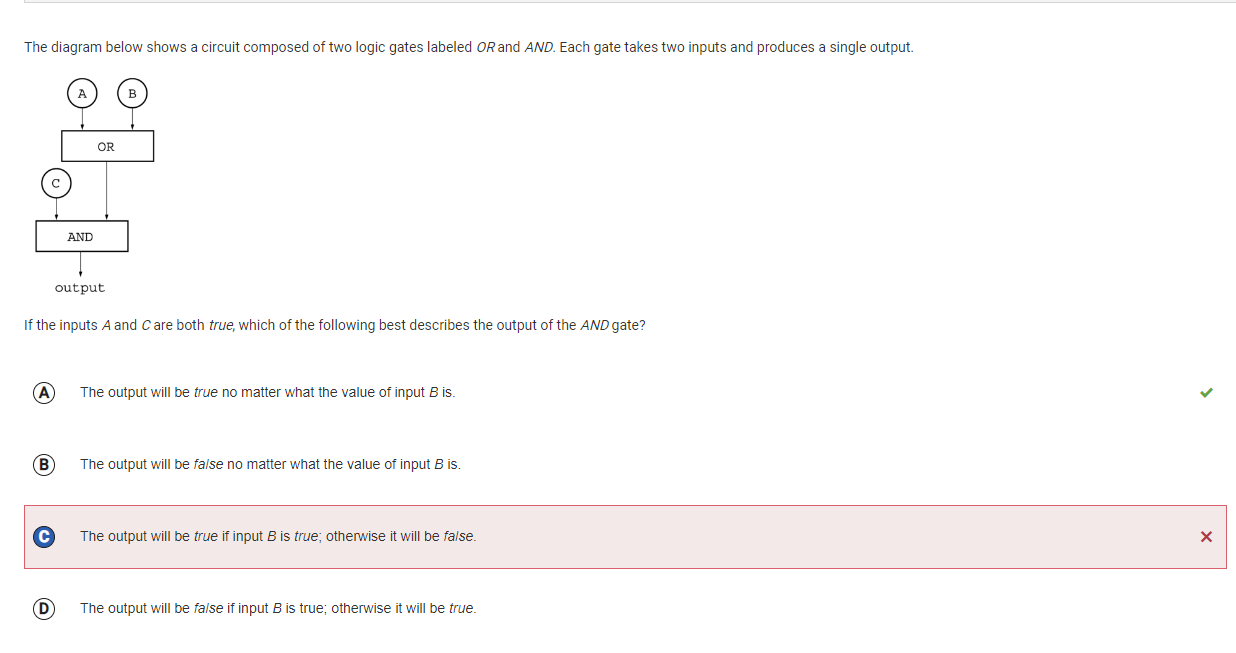 The diagram below shows a circuit composed of two logic gates labeled OR and AND. Each gate takes two inputs and produces a single output.
A B
OR
C
AND
output
If the inputs A and C are both true, which of the following best describes the output of the AND gate?
A The output will be true no matter what the value of input B is.
B The output will be false no matter what the value of input B is.
C The output will be true if input B is true; otherwise it will be false.
D The output will be false if input B is true; otherwise it will be true.